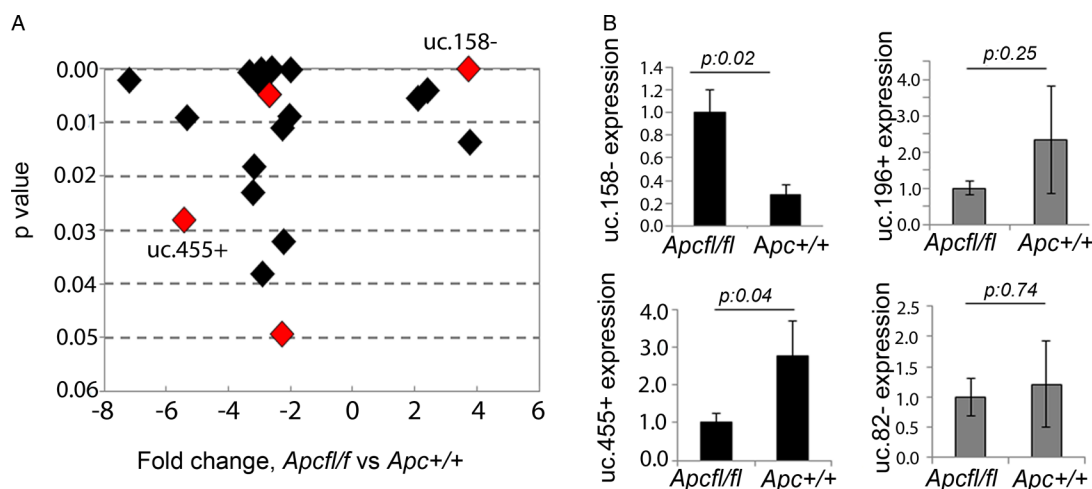 A
uc.158-
0.00
0.01
0.02
0.03
0.04
0.05
0.06
p value
uc.455+
-8 -6 -4 -2 0 2 4 6
Fold change, Apcfl/f vs Apc+/+
B
p:0.02
uc.158- expression
1.4
1.2
1.0
0.8
0.6
0.4
0.2
0.0
Apcfl/fl Apc+/+
p:0.25
uc.196+ expression
4.0
3.0
2.0
1.0
0.0
Apcfl/fl Apc+/+
p:0.04
uc.455+ expression
4.0
3.0
2.0
1.0
0.0
Apcfl/fl Apc+/+
p:0.74
uc.82- expression
2.5
2.0
1.5
1.0
0.5
0.0
Apcfl/fl Apc+/+